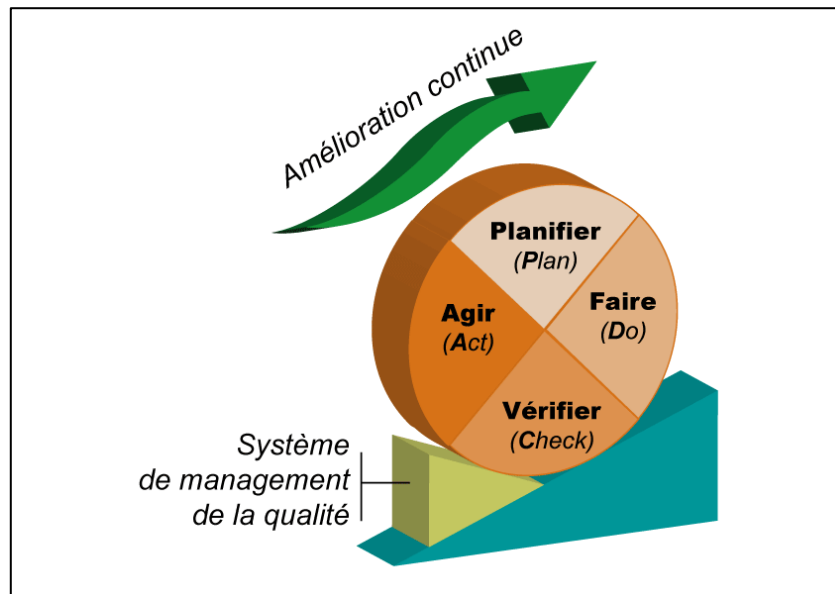 Amélioration continue
Planifier
(Plan)
Faire
(Do)
Agir
(Act)
Vérifier
(Check)
Système
de management
de la qualité